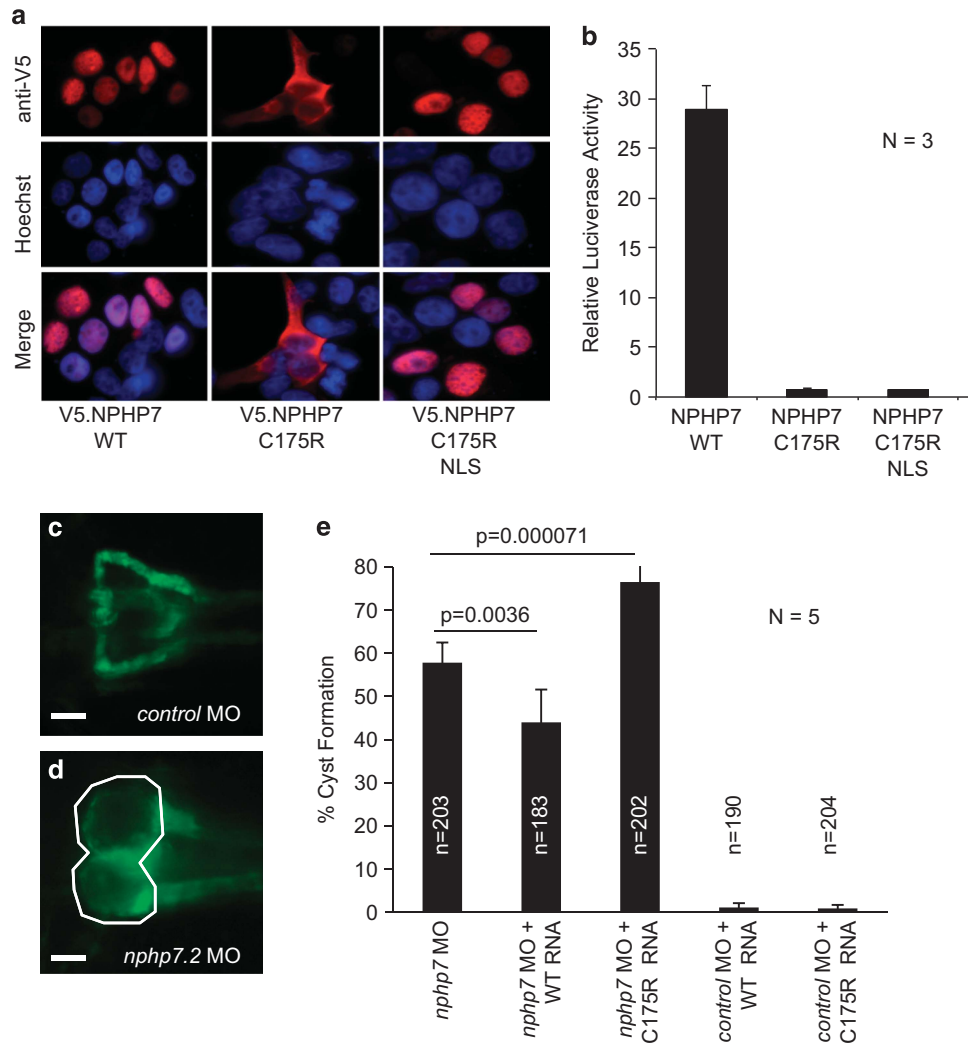 a
anti-V5
Hoechst
Merge
V5.NPHP7
WT
V5.NPHP7
C175R
V5.NPHP7
C175R
NLS
b
Relative Luciverase Activity
35
30
25
20
15
10
5
0
N = 3
NPHP7
WT
NPHP7
C175R
NPHP7
C175R
NLS
c
control MO
d
nphp7.2 MO
e
% Cyst Formation
80
70
60
50
40
30
20
10
0
p=0.000071
p=0.0036
N = 5
n=203
n=183
n=202
n=190
n=204
nphp7 MO
nphp7 MO +
WT RNA
nphp7 MO +
C175R RNA
control MO +
WT RNA
control MO +
C175R RNA